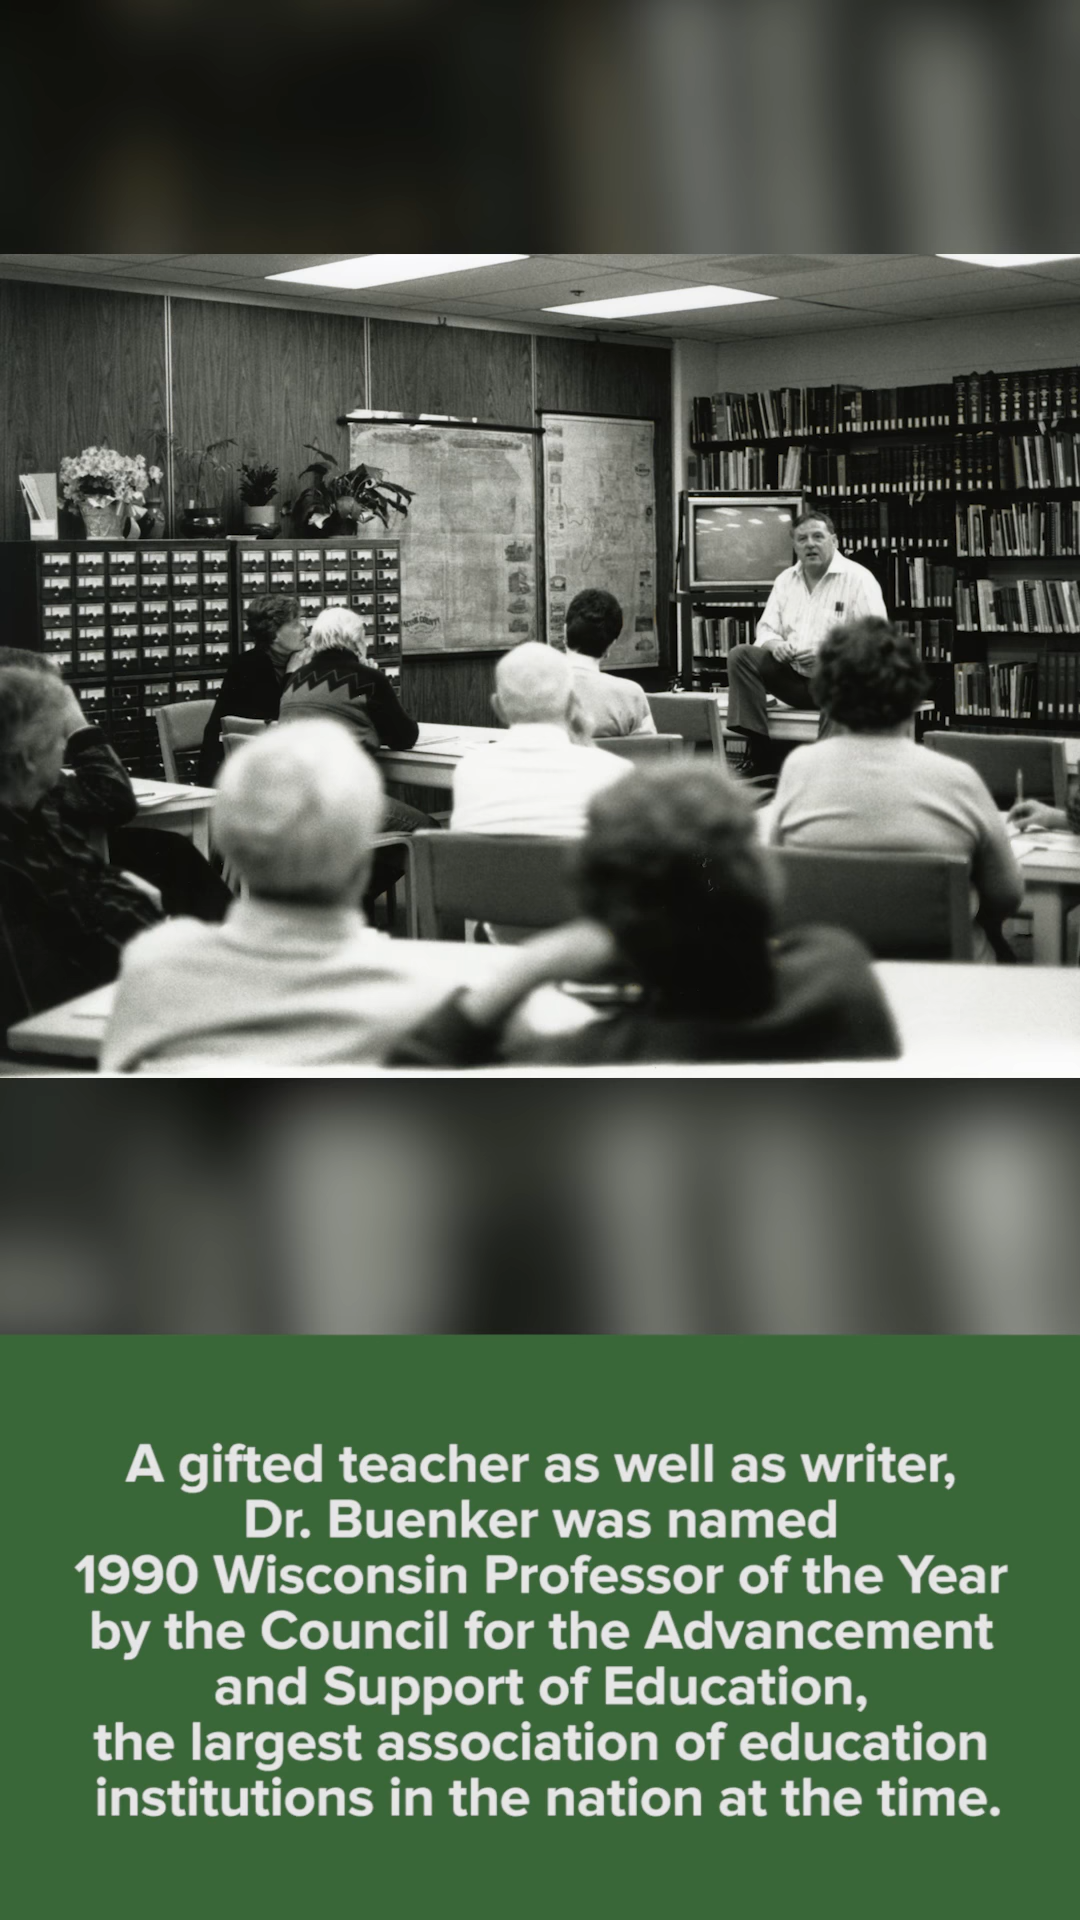 A gifted teacher as well as writer,
Dr. Buenker was named
1990 Wisconsin Professor of the Year
by the Council for the Advancement
and Support of Education,
the largest association of education
institutions in the nation at the time.